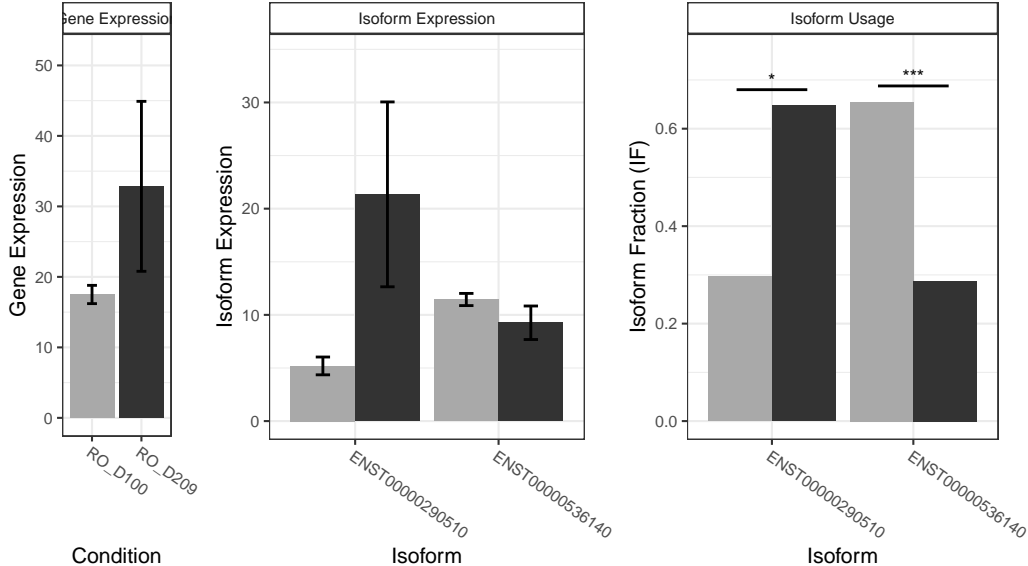 Gene Expression
Gene Expression
50
40
30
20
10
0
RO_D100
RO_D209
Condition
Isoform Expression
Isoform Expression
30
20
10
0
ENST00000290510
ENST00000536140
Isoform
Isoform Usage
Isoform Fraction (IF)
0.6
0.4
0.2
0.0
*
***
ENST00000290510
ENST00000536140
Isoform